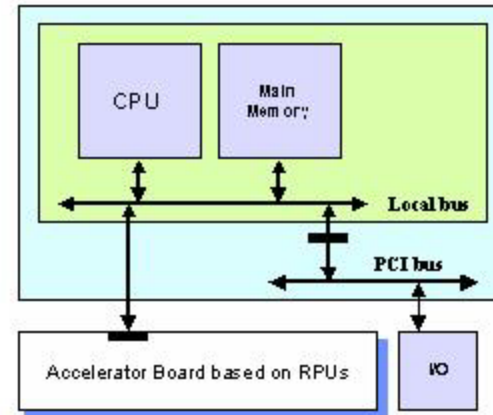 CPU
Main
Memory
Local bus
PCI bus
Accelerator Board based on RPUs
I/O